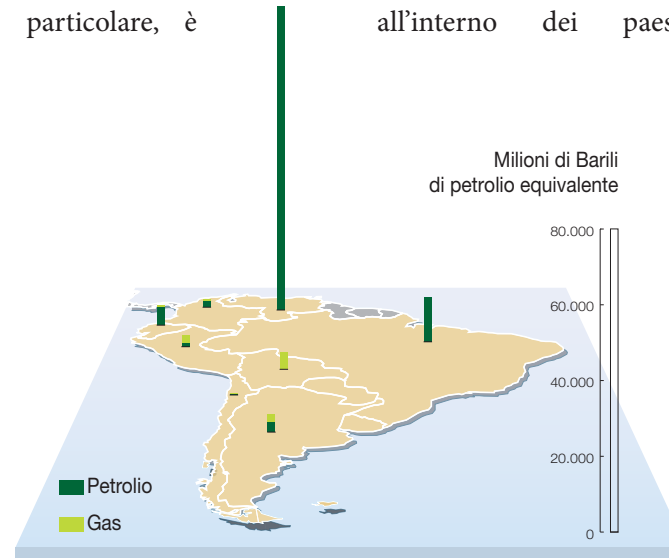 particolare, è all'interno dei paes
Milioni di Barili
di petrolio equivalente
80.000
60.000
40.000
20.000
0
Petrolio
Gas